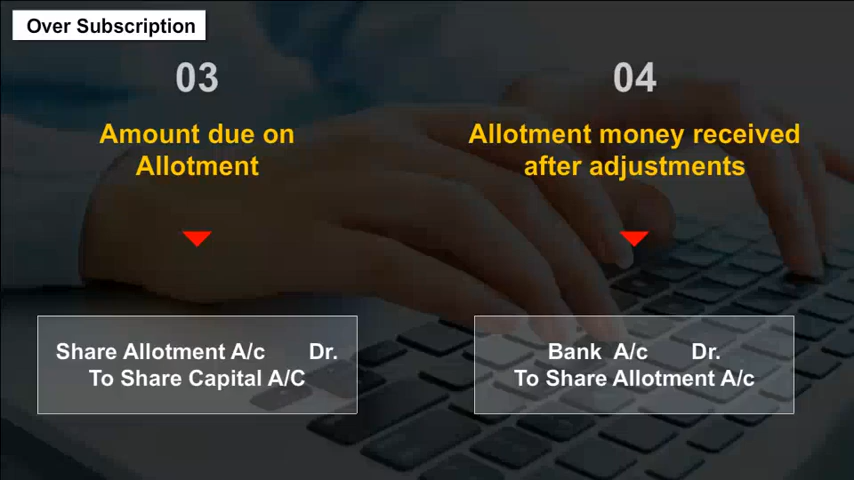 Over Subscription
03
Amount due on
Allotment
Share Allotment A/c Dr.
To Share Capital A/C
04
Allotment money received
after adjustments
Bank A/c Dr.
To Share Allotment A/c